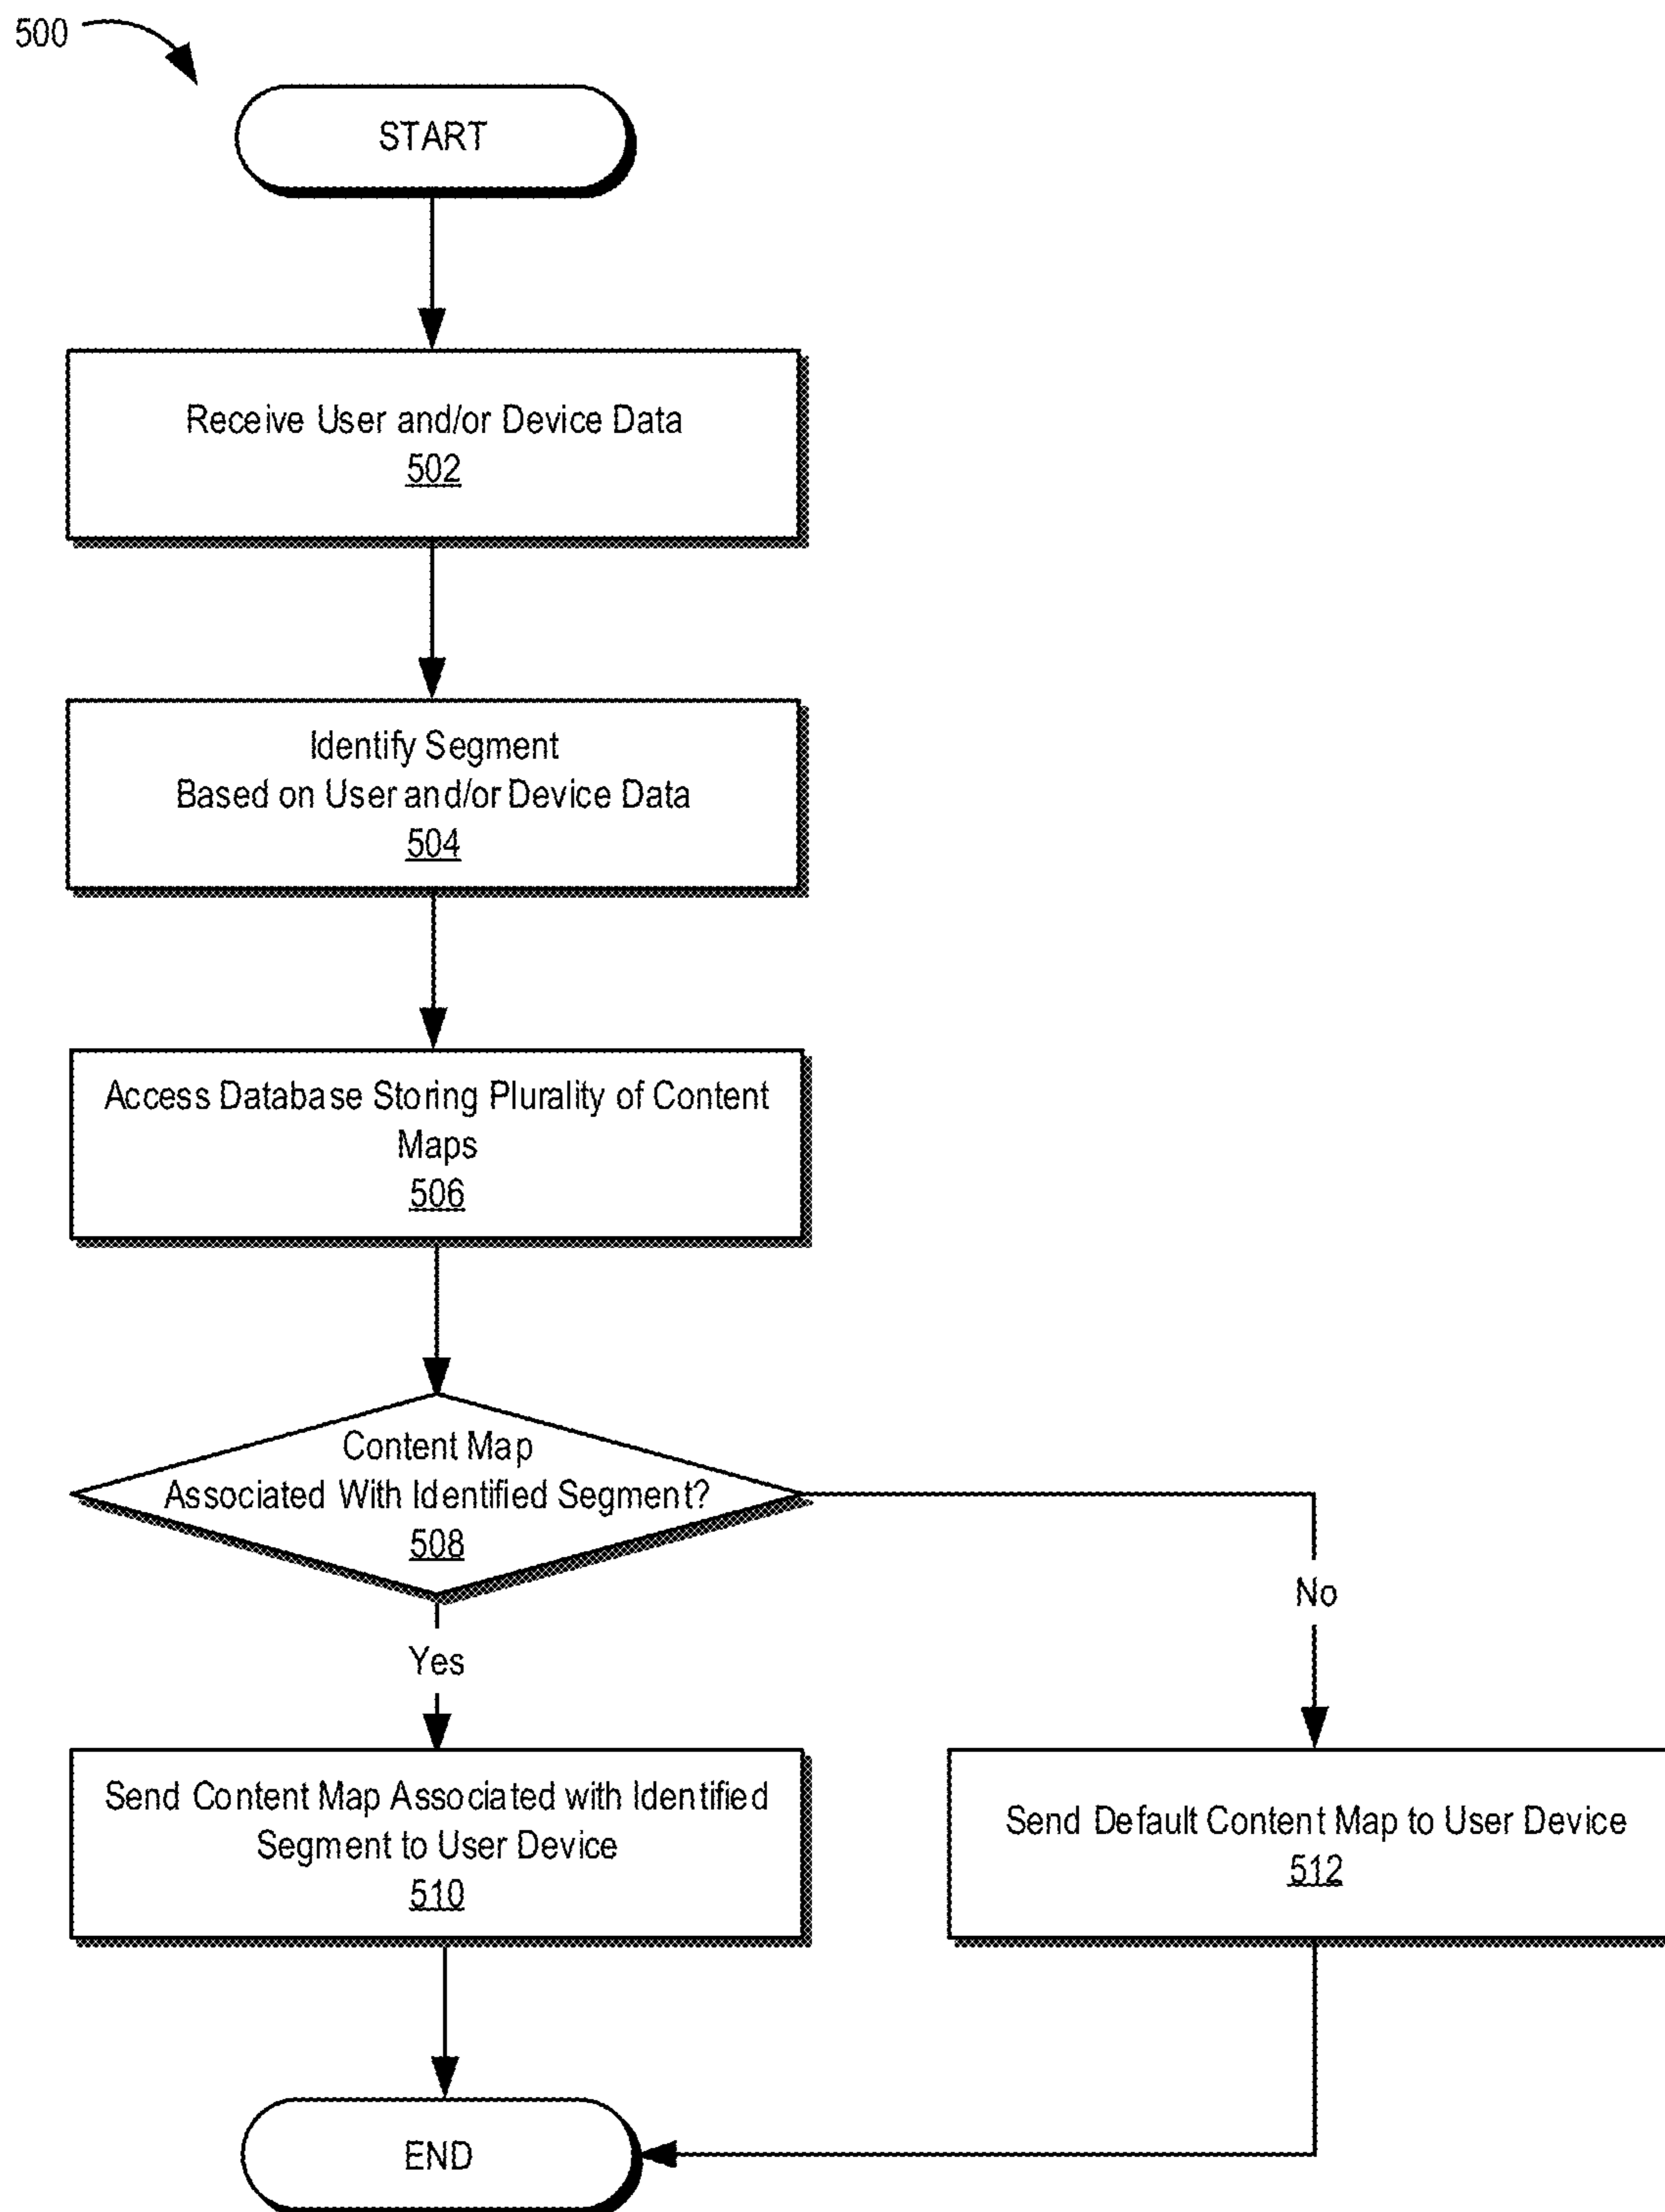 500
START
Receive User and/or Device Data
502
Identify Segment
Based on User and/or Device Data
504
Access Database Storing Plurality of Content
Maps
506
Content Map
Associated With Identified Segment?
508
No
Yes
Send Content Map Associated with Identified
Segment to User Device
510
Send Default Content Map to User Device
512
END